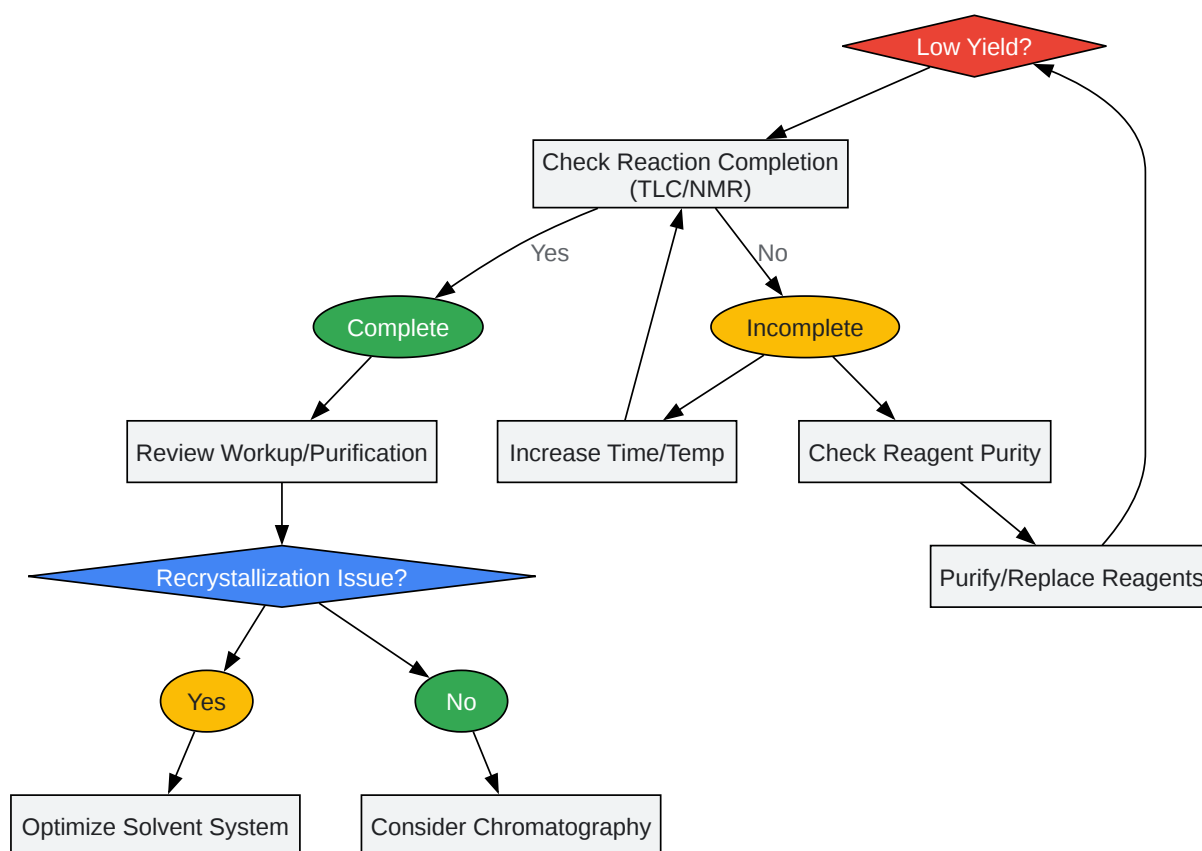 Low Yield?
Check Reaction Completion
(TLC/NMR)
Yes
No
Complete
Incomplete
Review Workup/Purification
Increase Time/Temp
Check Reagent Purity
Recrystallization Issue?
Purify/Replace Reagents
Yes
No
Optimize Solvent System
Consider Chromatography